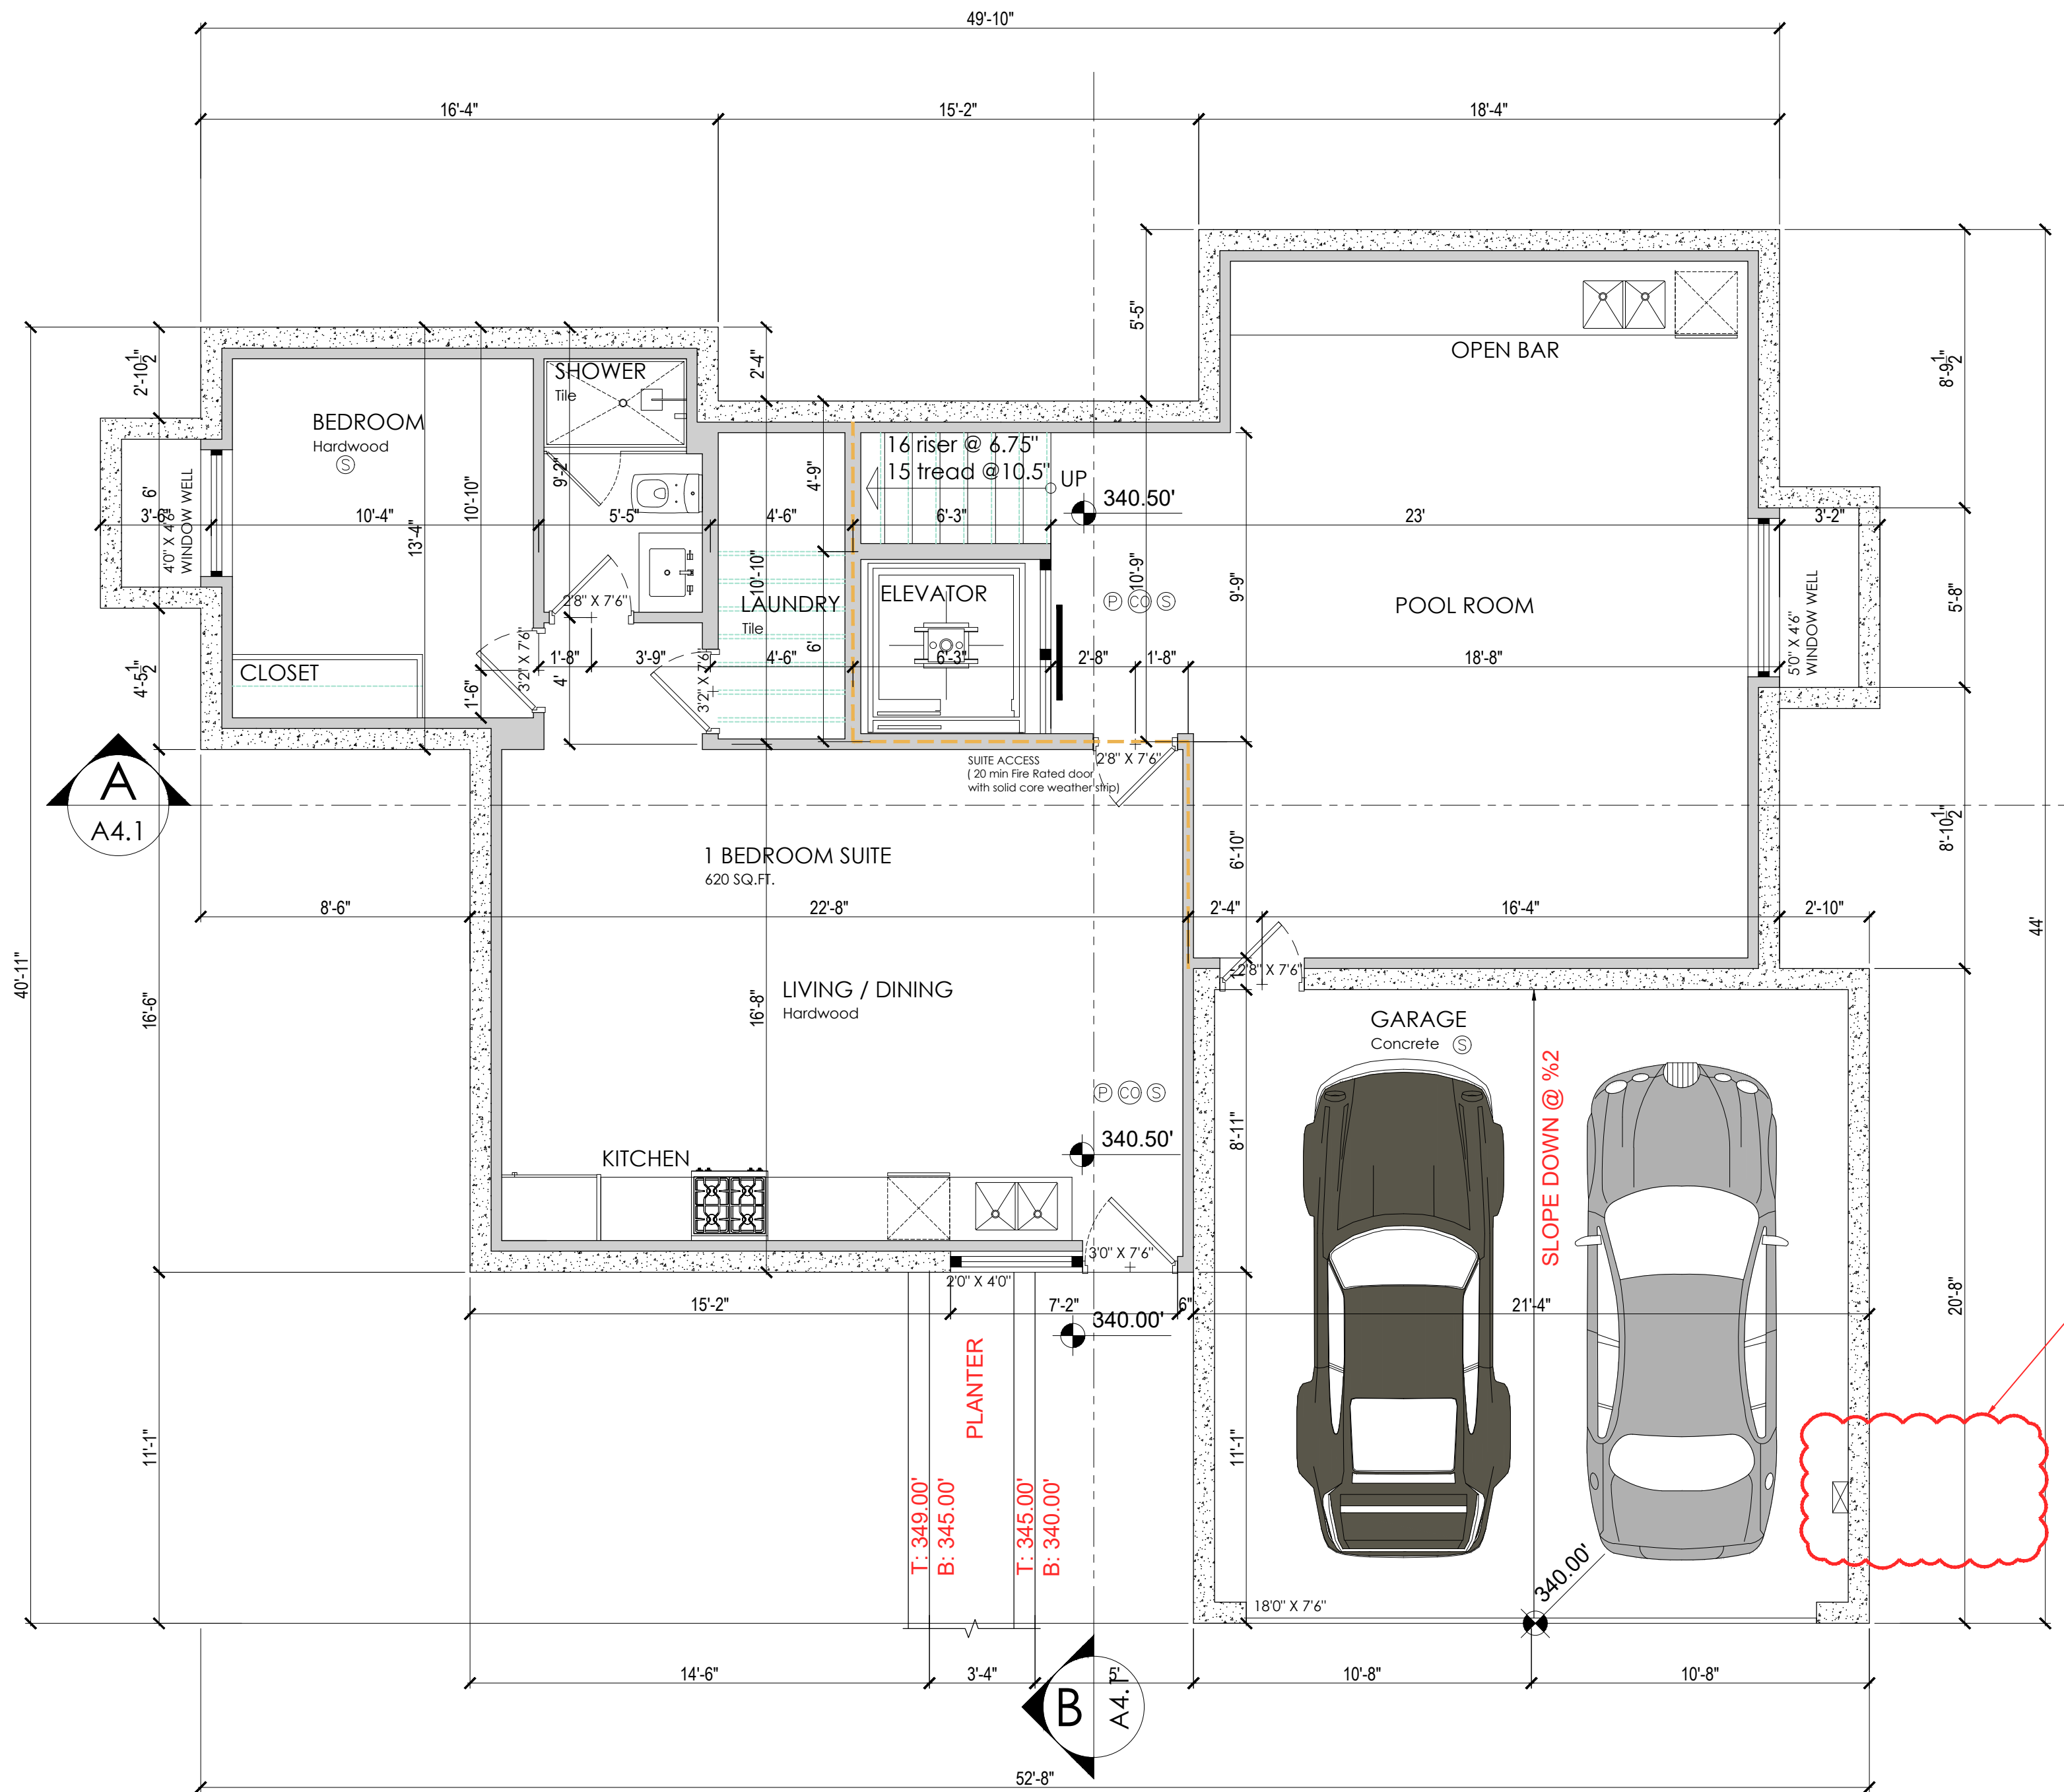 49'-10"
16'-4"
15'-2"
18'-4"
5'-5"
2'-10 1/2"
2'-4"
8'-9 1/2"
SHOWER
Tile
OPEN BAR
BEDROOM
Hardwood
S
9'-2"
10'-10"
13'-4"
4'-9"
16 riser @ 6.75"
15 tread @10.5"
UP
340.50'
6'
3'-6"
4'0" X 4'6"
WINDOW WELL
10'-4"
5'-5"
4'-6"
6'-3"
23'
3'-2"
10'-10"
10'-9"
9'-9"
5'-8"
2'8" X 7'6"
LAUNDRY
Tile
ELEVATOR
P CO S
POOL ROOM
5'0" X 4'6"
WINDOW WELL
CLOSET
4'-5 1/2"
1'-6"
3'2" X 7'6"
1'-8"
4'
3'-9"
3'2" X 7'6"
4'-6"
6'
6'-3"
2'-8"
1'-8"
18'-8"
A
A4.1
SUITE ACCESS
( 20 min Fire Rated door
with solid core weather strip)
2'8" X 7'6"
8'-10 1/2"
6'-10"
1 BEDROOM SUITE
620 SQ.FT.
8'-6"
22'-8"
2'-4"
16'-4"
2'-10"
44'
40'-11"
16'-6"
16'-8"
2'8" X 7'6"
LIVING / DINING
Hardwood
GARAGE
Concrete
S
SLOPE DOWN @ %2
P CO S
8'-11"
340.50'
KITCHEN
3'0" X 7'6"
2'0" X 4'0"
15'-2"
7'-2"
6"
21'-4"
20'-8"
340.00'
PLANTER
11'-1"
11'-1"
T: 349.00'
B: 345.00'
T: 345.00'
B: 340.00'
340.00'
18'0" X 7'6"
14'-6"
3'-4"
5'
10'-8"
10'-8"
B
A4.1
52'-8"